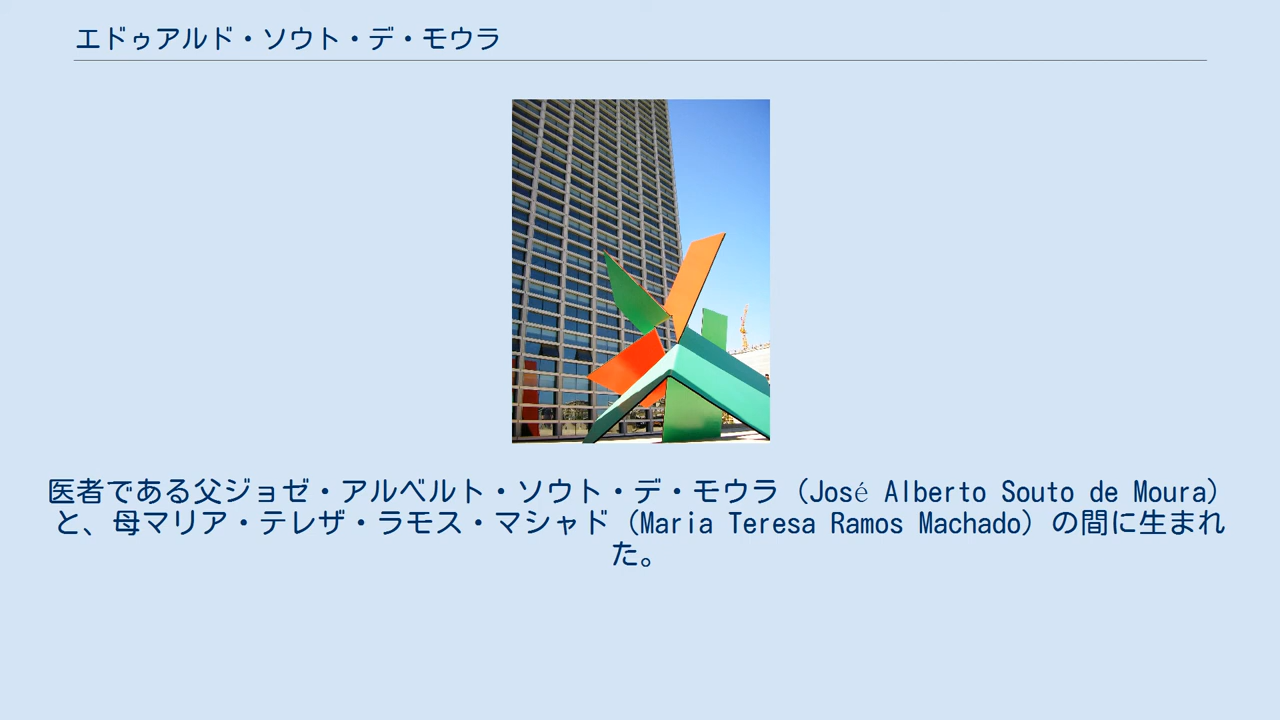 エドゥアルド・ソウト・デ・モウラ
医者である父ジョゼ・アルベルト・ソウト・デ・モウラ（José Alberto Souto de Moura）
と、母マリア・テレザ・ラモス・マシャド（Maria Teresa Ramos Machado）の間に生まれ
た。